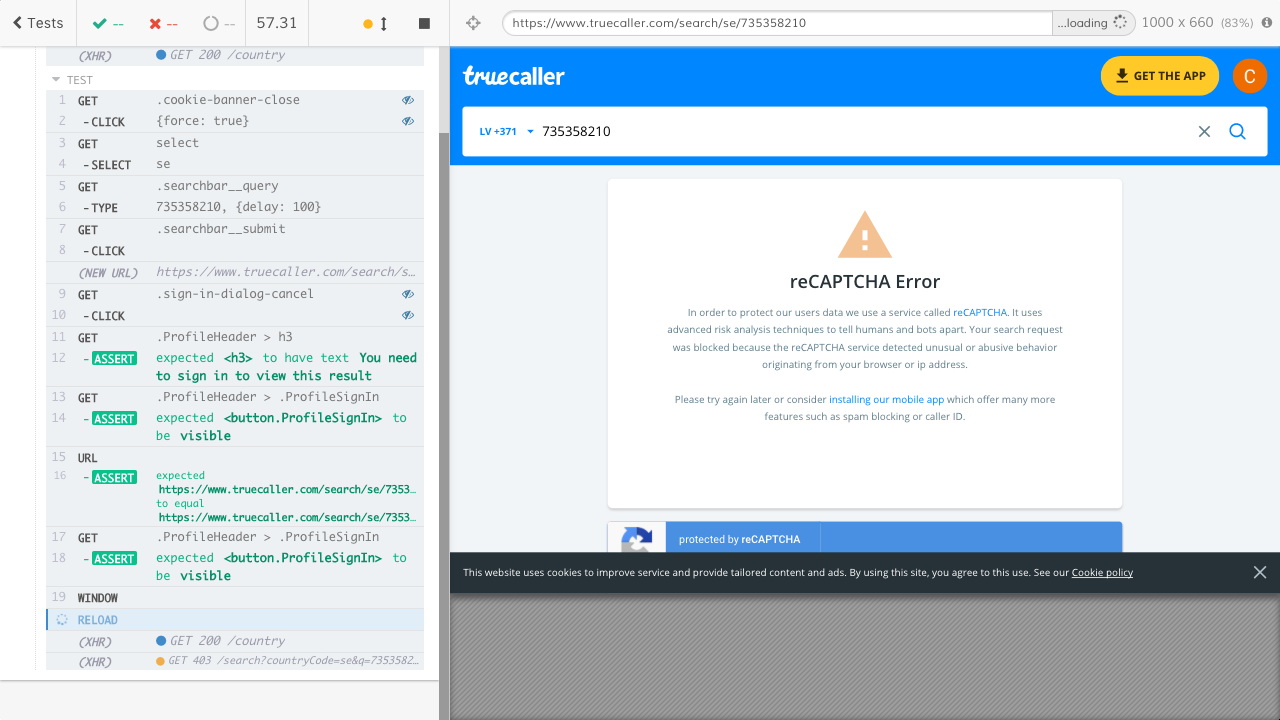 Tests
--
--
--
57.31
https://www.truecaller.com/search/se/735358210
...loading
1000 x 660 (83%)
(XHR) GET 200 /country
TEST
1 GET .cookie-banner-close
2 -CLICK {force: true}
3 GET select
4 -SELECT se
5 GET .searchbar__query
6 -TYPE 735358210, {delay: 100}
7 GET .searchbar__submit
8 -CLICK
(NEW URL) https://www.truecaller.com/search/s...
9 GET .sign-in-dialog-cancel
10 -CLICK
11 GET .ProfileHeader > h3
12 -ASSERT expected <h3> to have text You need
to sign in to view this result
13 GET .ProfileHeader > .ProfileSignIn
14 -ASSERT expected <button.ProfileSignIn> to
be visible
15 URL
16 -ASSERT expected
https://www.truecaller.com/search/se/7353...
to equal
https://www.truecaller.com/search/se/7353...
17 GET .ProfileHeader > .ProfileSignIn
18 -ASSERT expected <button.ProfileSignIn> to
be visible
19 WINDOW
RELOAD
(XHR) GET 200 /country
(XHR) GET 403 /search?countryCode=se&q=7353582...
truecaller
GET THE APP
C
LV +371 735358210
reCAPTCHA Error
In order to protect our users data we use a service called reCAPTCHA. It uses
advanced risk analysis techniques to tell humans and bots apart. Your search request
was blocked because the reCAPTCHA service detected unusual or abusive behavior
originating from your browser or ip address.
Please try again later or consider installing our mobile app which offer many more
features such as spam blocking or caller ID.
protected by reCAPTCHA
This website uses cookies to improve service and provide tailored content and ads. By using this site, you agree to this use. See our Cookie policy